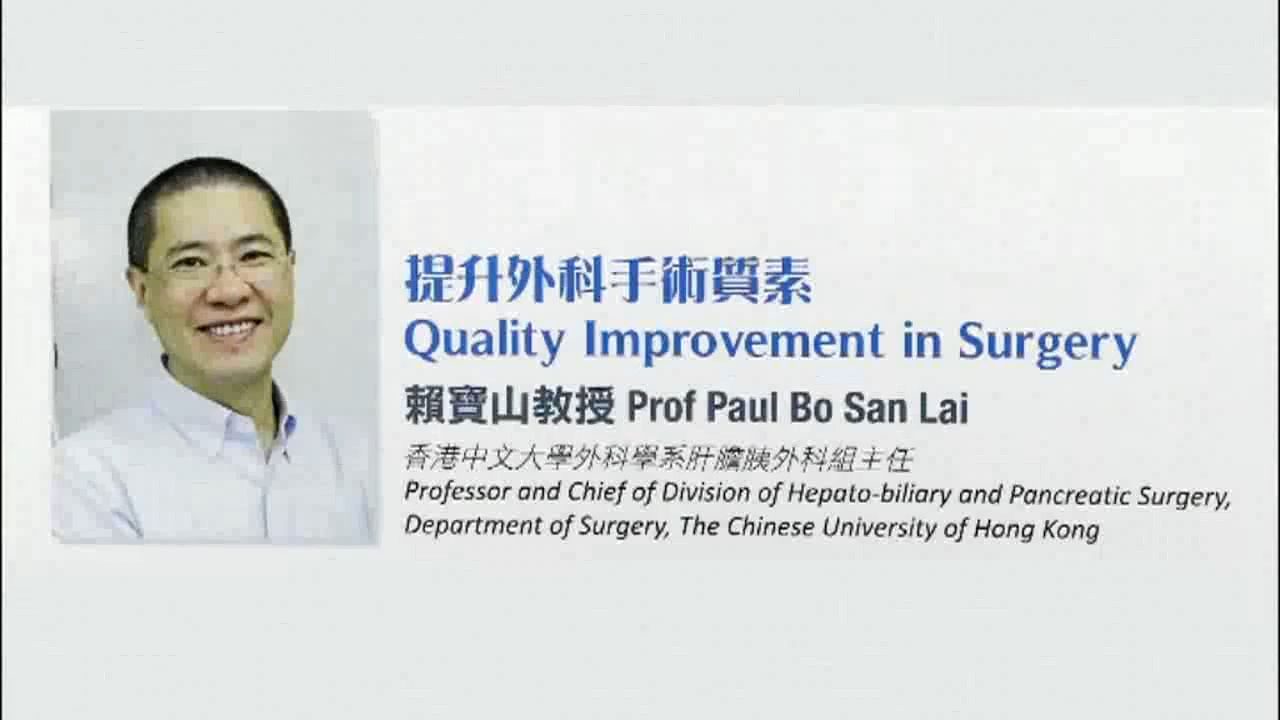 提升外科手術質素
Quality Improvement in Surgery
賴寶山教授 Prof Paul Bo San Lai
香港中文大學外科學系肝膽胰外科組主任
Professor and Chief of Division of Hepato-biliary and Pancreatic Surgery,
Department of Surgery, The Chinese University of Hong Kong